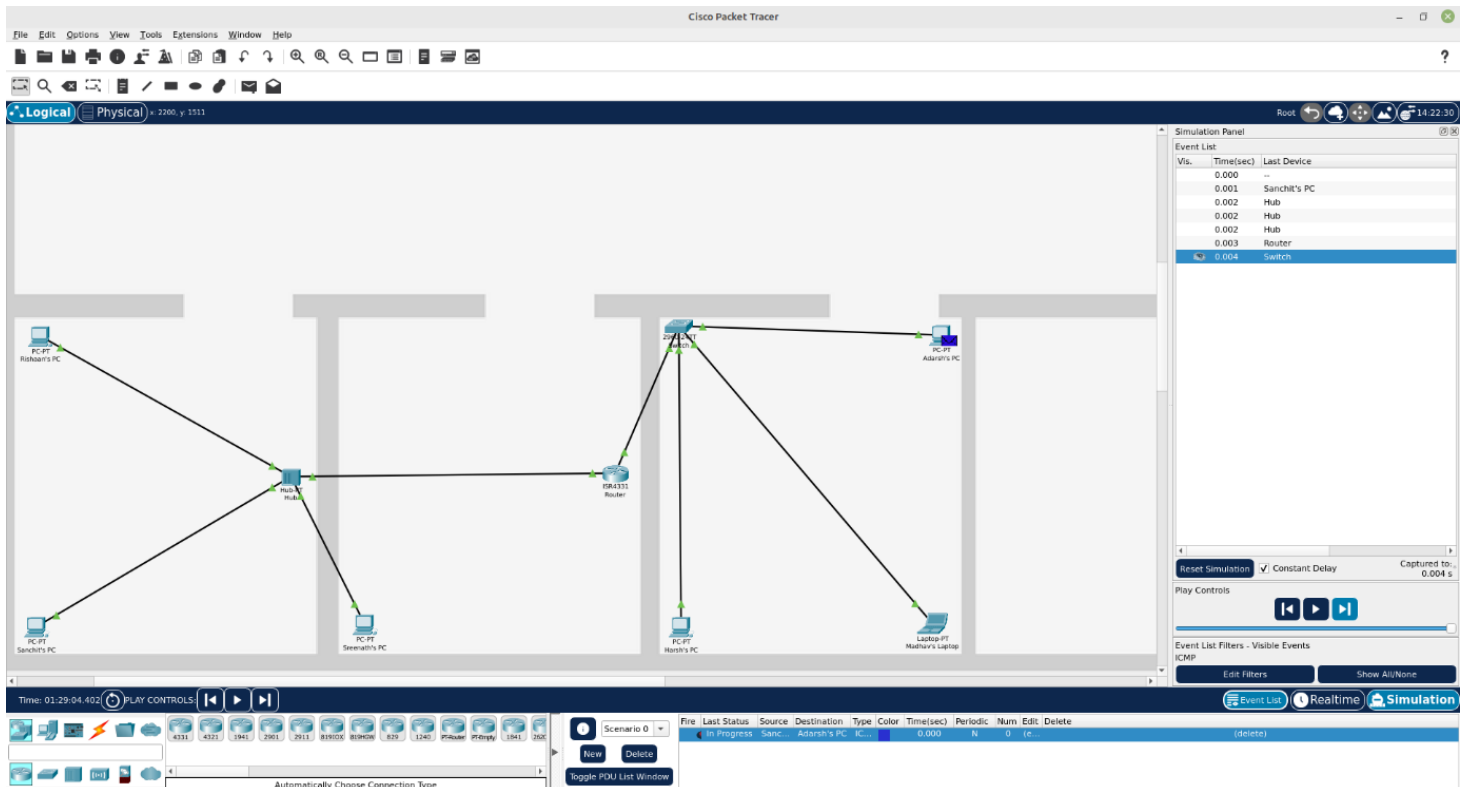 Cisco Packet Tracer
File Edit Options View Tools Extensions Window Help
?
Logical Physical x: 2200, y: 1511 Root 14:22:30
Simulation Panel
Event List
Vis. Time(sec) Last Device
0.000 --
0.001 Sanchit's PC
0.002 Hub
0.002 Hub
0.002 Hub
0.003 Router
0.004 Switch
PC-PT
Rishaan's PC
Switch
PC-PT
Adarsh's PC
Hub-PT
Hub
ISR4331
Router
PC-PT
Sanchit's PC
PC-PT
Sreenath's PC
PC-PT
Harsh's PC
Laptop-PT
Madhav's Laptop
Reset Simulation Constant Delay Captured to:
0.004 s
Play Controls
Event List Filters - Visible Events
ICMP
Edit Filters Show All/None
Time: 01:29:04.402 PLAY CONTROLS: Event List Realtime Simulation
4331 4321 1941 2901 2911 819IOX 819HGW 829 1240 PT-Router PT-Empty 1841 262
Automatically Choose Connection Type
Scenario 0
New Delete
Toggle PDU List Window
Fire Last Status Source Destination Type Color Time(sec) Periodic Num Edit Delete
In Progress Sanc... Adarsh's PC IC... 0.000 N 0 (e... (delete)